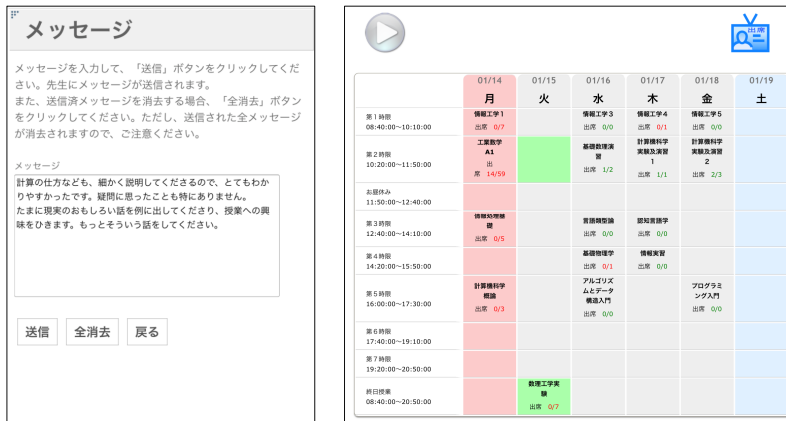 メッセージ
メッセージを入力して、「送信」ボタンをクリックしてくだ
さい。先生にメッセージが送信されます。
また、送信済メッセージを消去する場合、「全消去」ボタン
をクリックしてください。ただし、送信された全メッセージ
が消去されますので、ご注意ください。
メッセージ
計算の仕方なども、細かく説明してくださるので、とてもわか
りやすかったです。疑問に思ったことも特にありません。
たまに現実のおもしろい話を例に出してくださり、授業への興
味をひきます。もっとそういう話をしてください。
送信 全消去 戻る
出席
01/14 01/15 01/16 01/17 01/18 01/19
月 火 水 木 金 土
第1時限
08:40:00～10:10:00
情報工学1
出席 0/7
情報工学3
出席 0/0
情報工学4
出席 0/1
情報工学5
出席 0/0
第2時限
10:20:00～11:50:00
工業数学
A1
出
席 14/59
基礎数理演
習
出席 1/2
計算機科学
実験及演習
1
出席 1/1
計算機科学
実験及演習
2
出席 2/3
お昼休み
11:50:00～12:40:00
第3時限
12:40:00～14:10:00
情報処理基
礎
出席 0/5
言語類型論
出席 0/0
認知言語学
出席 0/0
第4時限
14:20:00～15:50:00
基礎物理学
出席 0/1
情報実習
出席 0/0
第5時限
16:00:00～17:30:00
計算機科学
概論
出席 0/3
アルゴリズ
ムとデータ
構造入門
出席 0/0
プログラミ
ング入門
出席 0/0
第6時限
17:40:00～19:10:00
第7時限
19:20:00～20:50:00
終日授業
08:40:00～20:50:00
数理工学実
験
出席 0/7